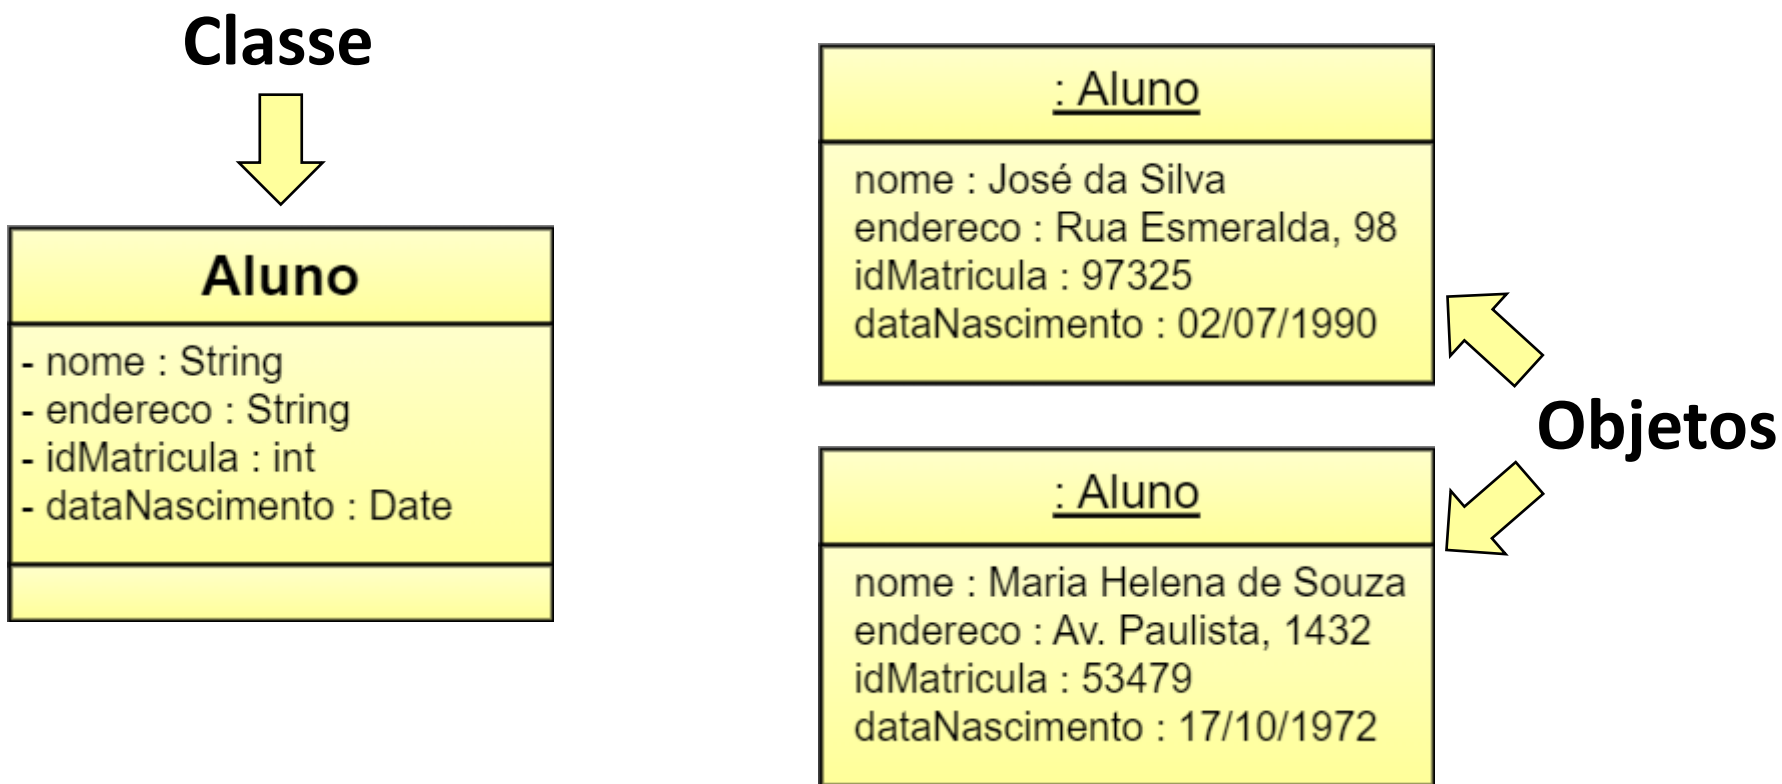 Classe
Aluno
- nome : String
- endereco : String
- idMatricula : int
- dataNascimento : Date
: Aluno
nome : José da Silva
endereco : Rua Esmeralda, 98
idMatricula : 97325
dataNascimento : 02/07/1990
Objetos
: Aluno
nome : Maria Helena de Souza
endereco : Av. Paulista, 1432
idMatricula : 53479
dataNascimento : 17/10/1972